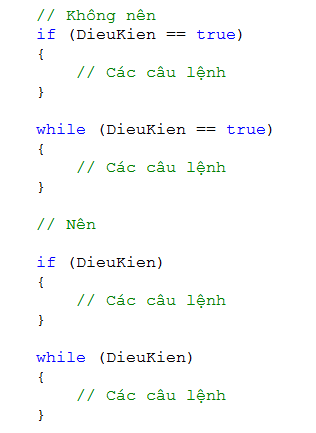 // Không nên
if (DieuKien == true)
{
// Các câu lệnh
}
while (DieuKien == true)
{
// Các câu lệnh
}
// Nên
if (DieuKien)
{
// Các câu lệnh
}
while (DieuKien)
{
// Các câu lệnh
}